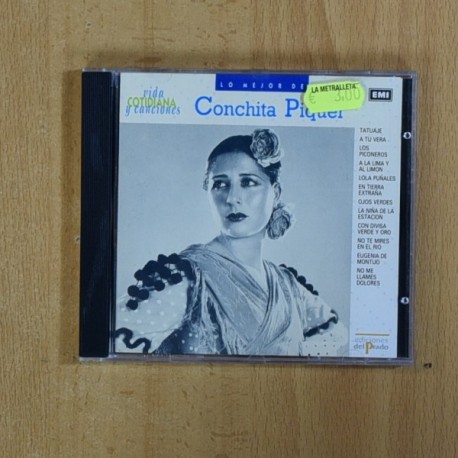 vida
COTIDIANA
y canciones
LO MEJOR DE
LA METRALLETA
€ 3,00
EMI
Conchita Piquer
TATUAJE
A TU VERA
LOS
PICONEROS
A LA LIMA Y
AL LIMON
LOLA PUÑALES
EN TIERRA
EXTRAÑA
OJOS VERDES
LA NIÑA DE LA
ESTACION
CON DIVISA
VERDE Y ORO
NO TE MIRES
EN EL RIO
EUGENIA DE
MONTIJO
NO ME
LLAMES
DOLORES
ediciones
del Prado